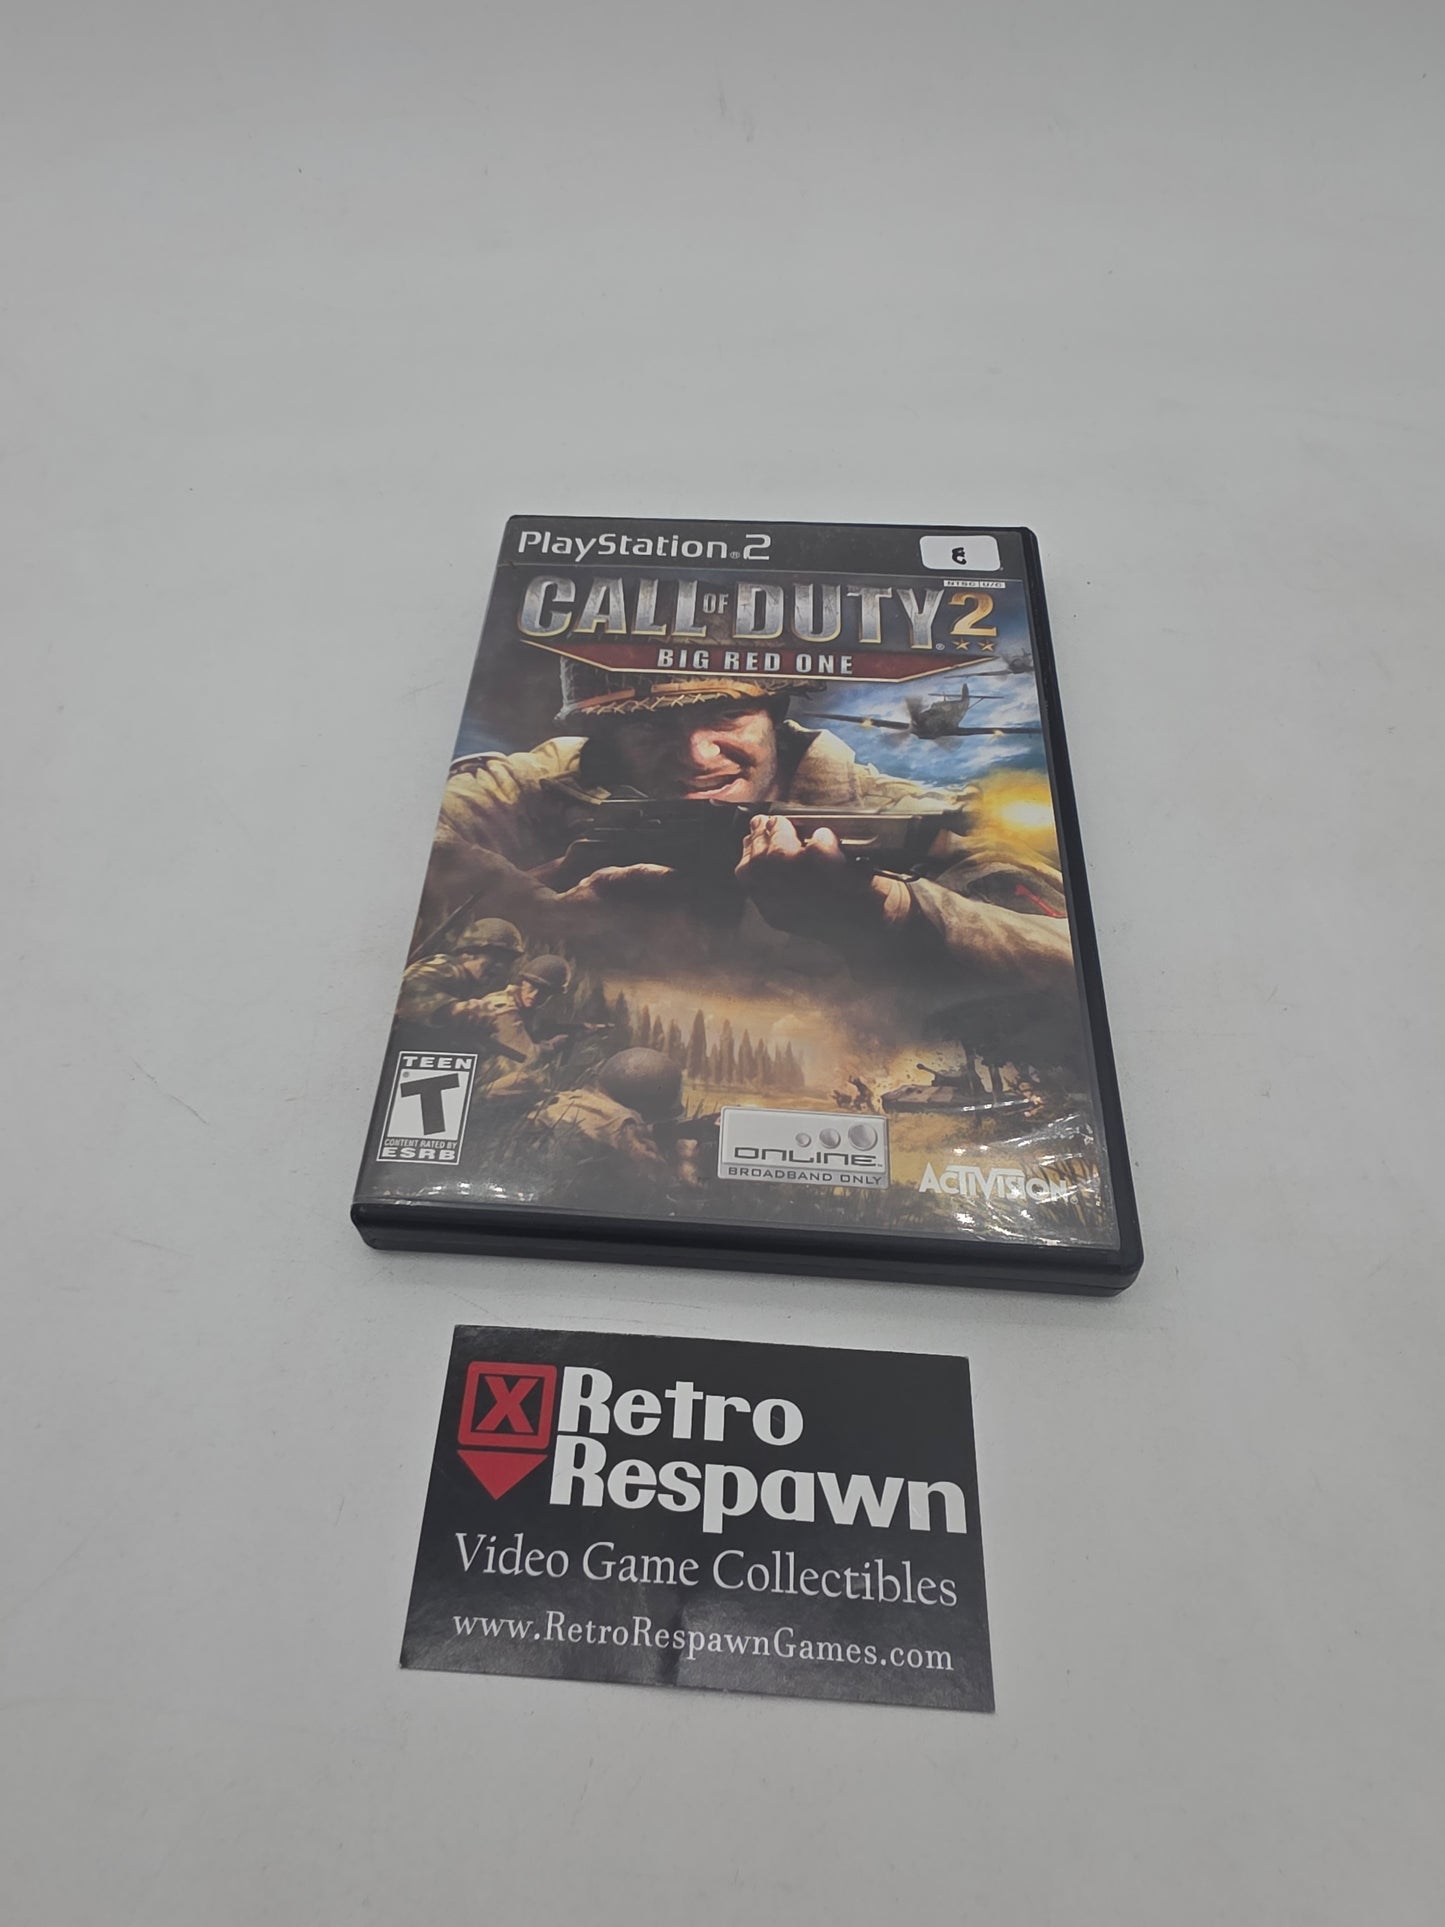 PlayStation®2
NTSC U/C
CALL OF DUTY® 2
BIG RED ONE
TEEN
T
CONTENT RATED BY
ESRB
ONLINE™
BROADBAND ONLY
ACTIVISION®
X
Retro
Respawn
Video Game Collectibles
www.RetroRespawnGames.com